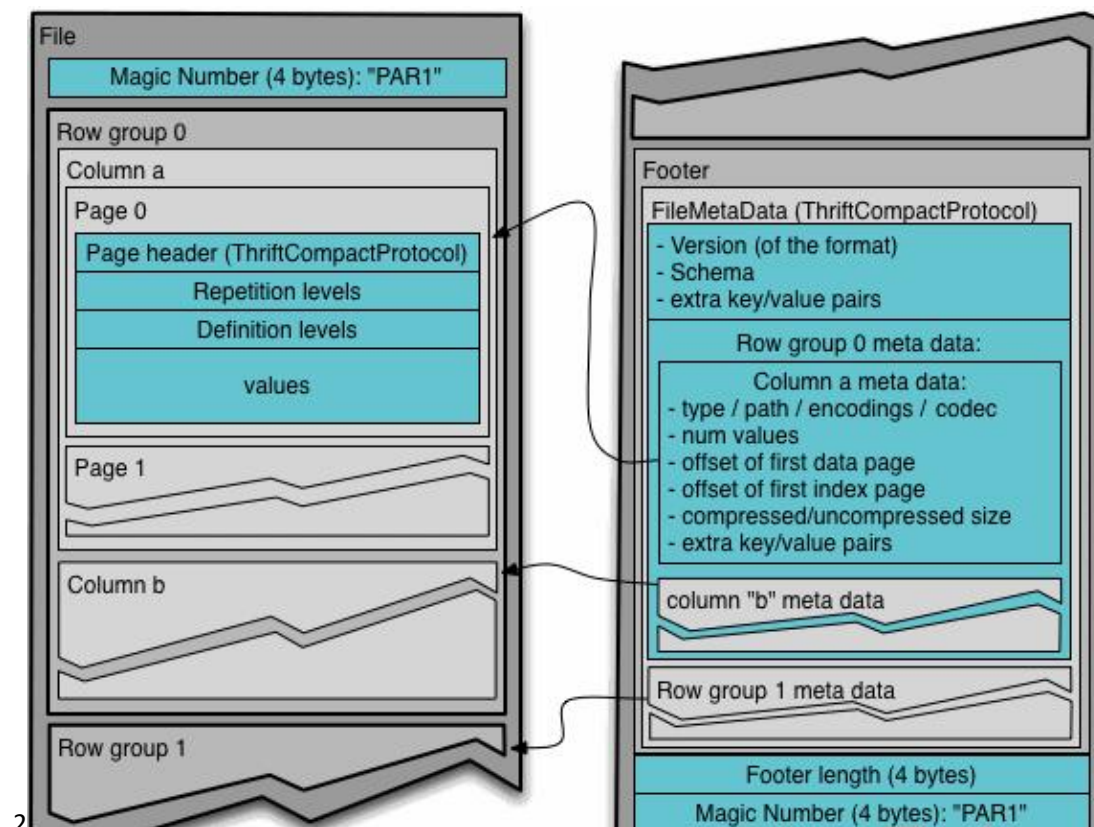 File
Magic Number (4 bytes): "PAR1"
Row group 0
Column a
Page 0
Page header (ThriftCompactProtocol)
Repetition levels
Definition levels
values
Page 1
Column b
Row group 1
Footer
FileMetaData (ThriftCompactProtocol)
- Version (of the format)
- Schema
- extra key/value pairs
Row group 0 meta data:
Column a meta data:
- type / path / encodings / codec
- num values
- offset of first data page
- offset of first index page
- compressed/uncompressed size
- extra key/value pairs
column "b" meta data
Row group 1 meta data
Footer length (4 bytes)
Magic Number (4 bytes): "PAR1"
2